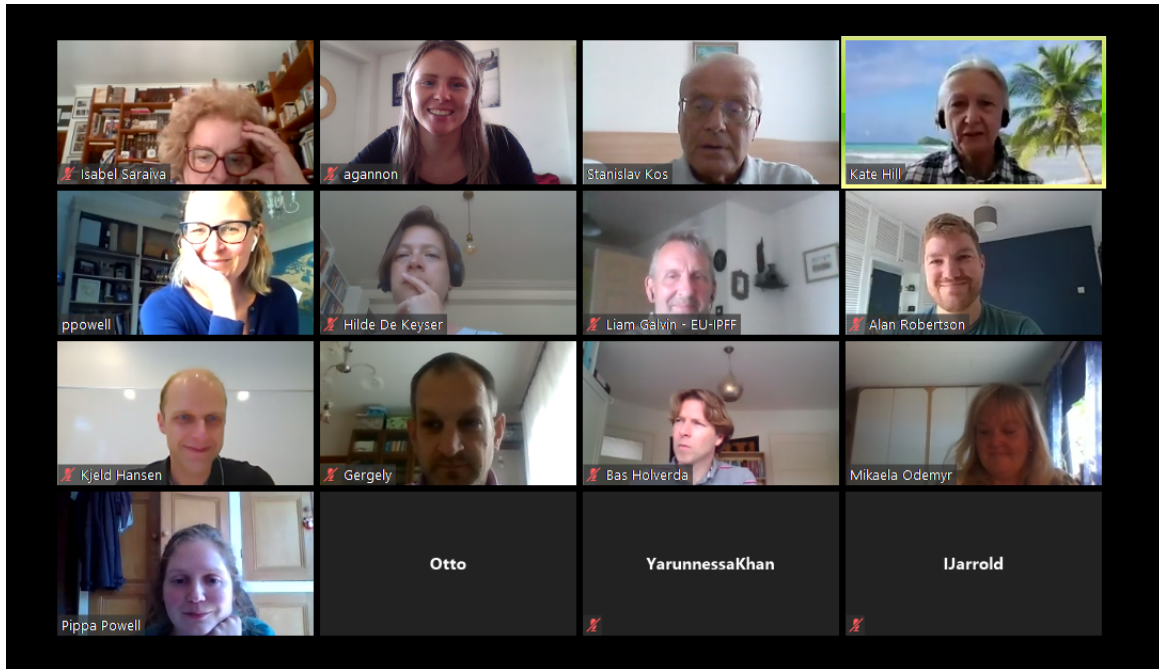 Isabel Saraiva
agannon
Stanislav Kos
Kate Hill
ppowell
Hilde De Keyser
Liam Galvin - EU-IPFF
Alan Robertson
Kjeld Hansen
Gergely
Bas Holverda
Mikaela Odemyr
Pippa Powell
Otto
YarunnessaKhan
IJarrold